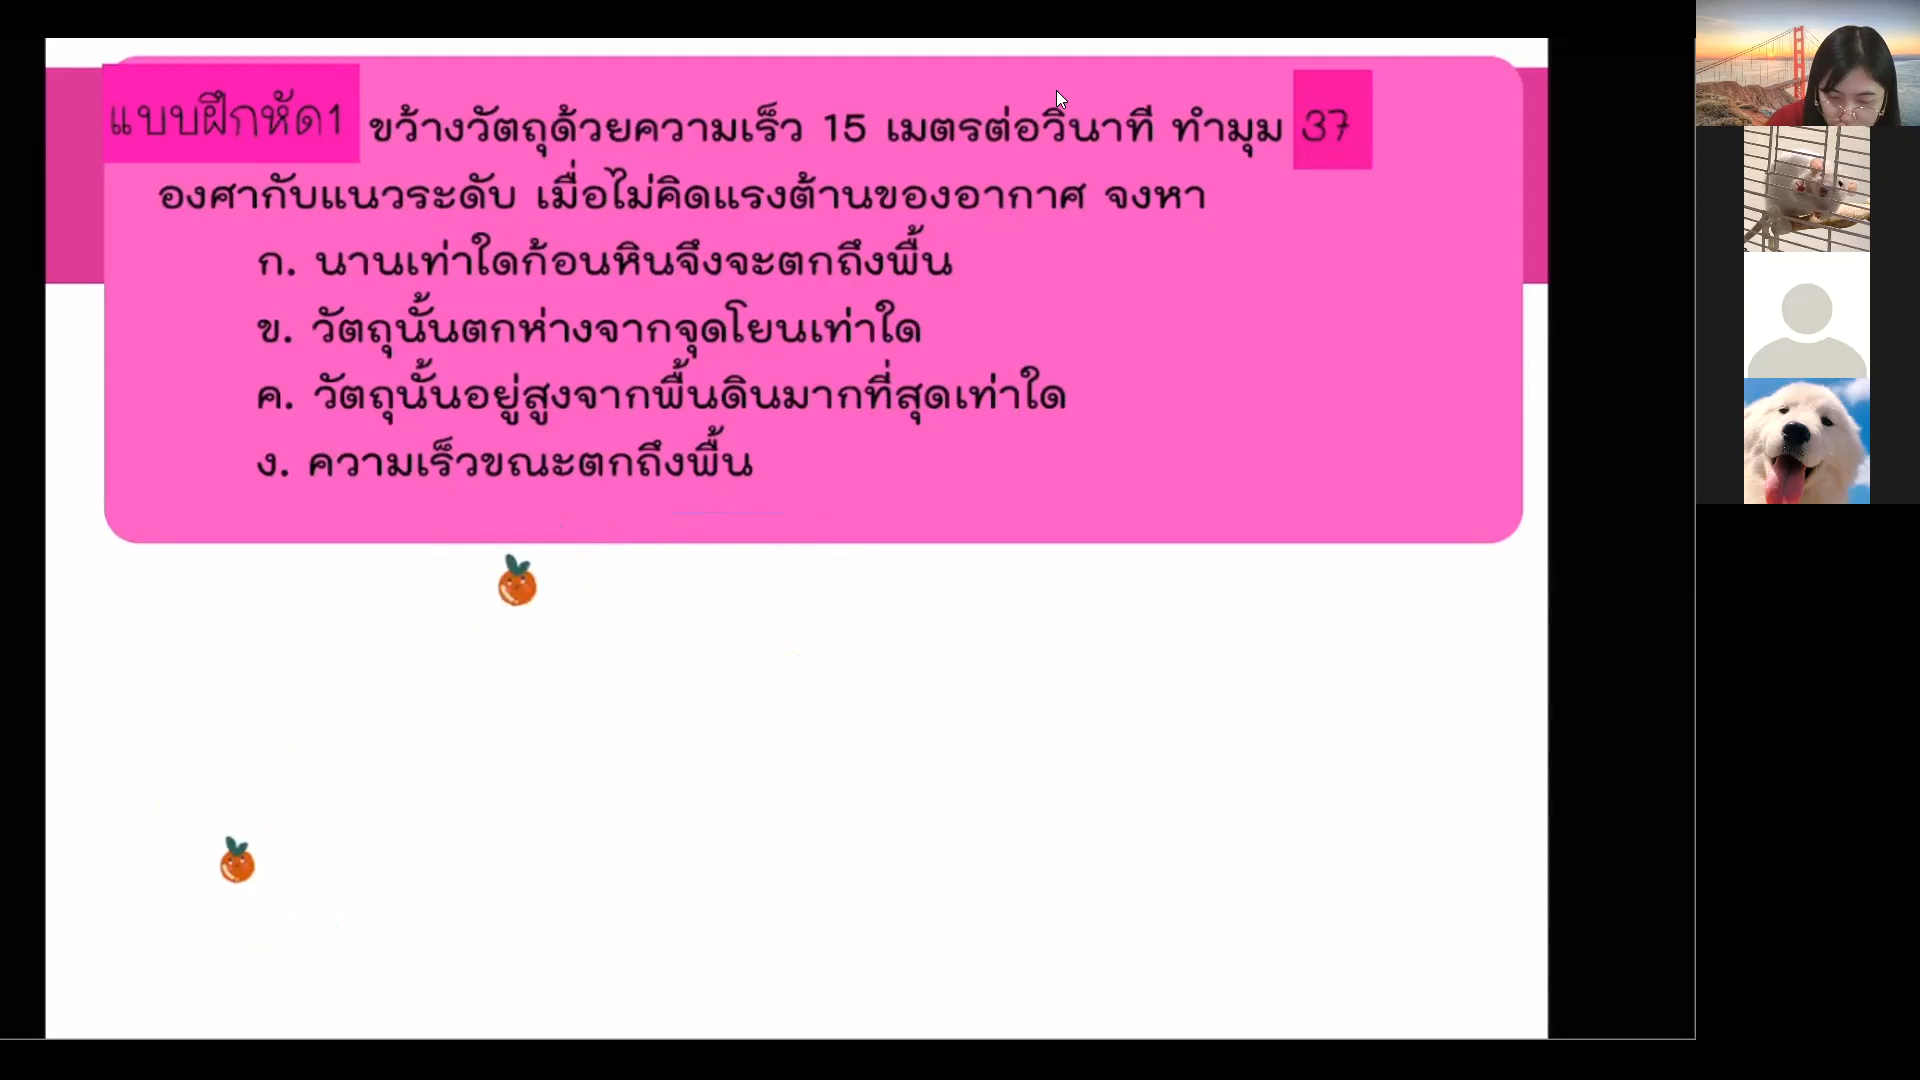 แบบฝึกหัด1 ขว้างวัตถุด้วยความเร็ว 15 เมตรต่อวินาที ทำมุม 37
องศากับแนวระดับ เมื่อไม่คิดแรงต้านของอากาศ จงหา
ก. นานเท่าใดก้อนหินจึงจะตกถึงพื้น
ข. วัตถุนั้นตกห่างจากจุดโยนเท่าใด
ค. วัตถุนั้นอยู่สูงจากพื้นดินมากที่สุดเท่าใด
ง. ความเร็วขณะตกถึงพื้น